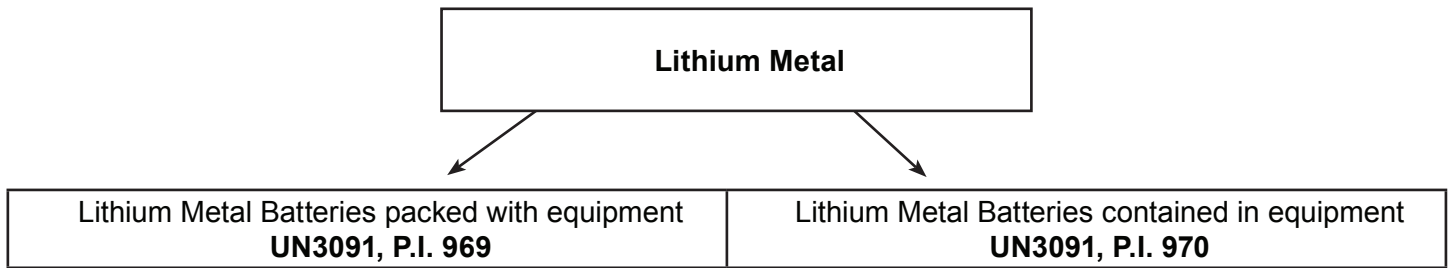 Lithium Metal
Lithium Metal Batteries packed with equipment
UN3091, P.I. 969
Lithium Metal Batteries contained in equipment
UN3091, P.I. 970